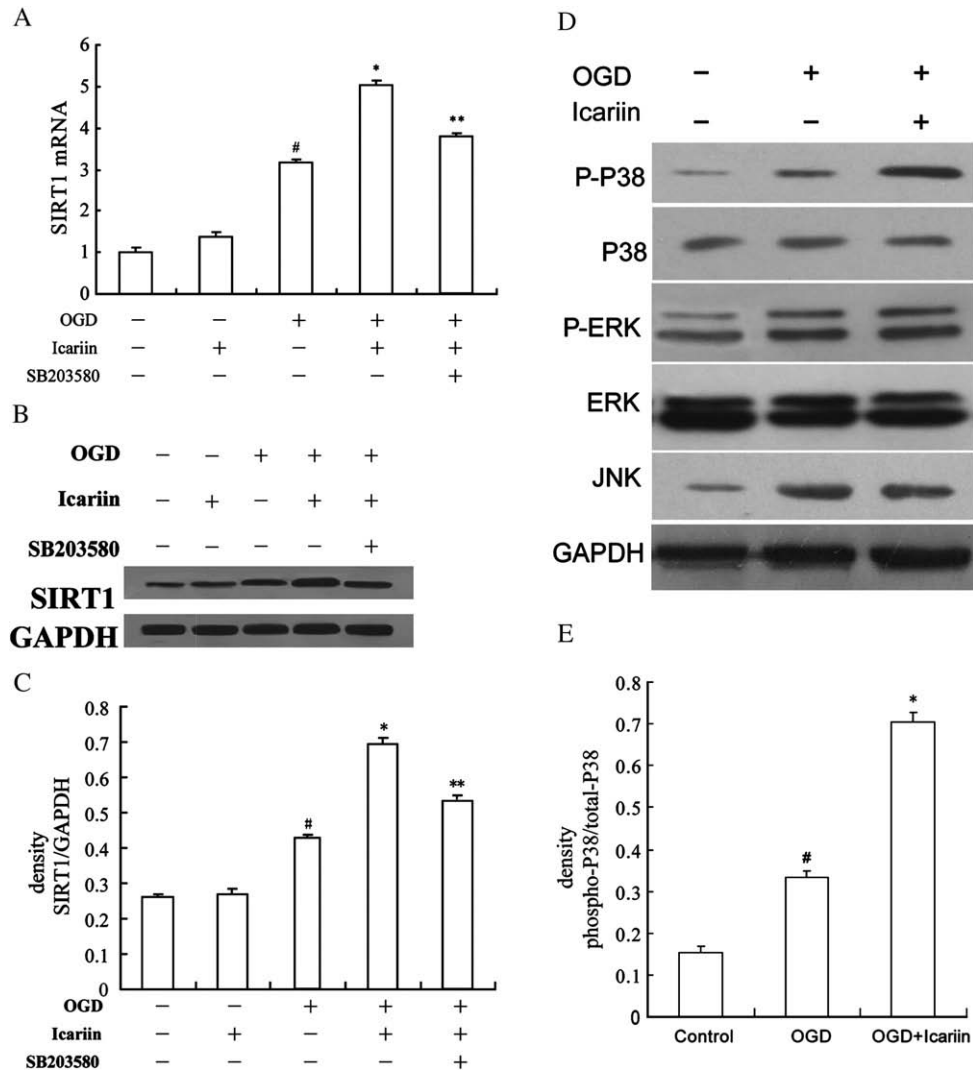 A
SIRT1 mRNA
6
5
4
3
2
1
0
#
*
**
OGD − − + + +
Icariin − + − + +
SB203580 +
B
OGD − − + + +
Icariin − + − + +
SB203580 − − − − +
SIRT1
GAPDH
C
density
SIRT1/GAPDH
0.8
0.7
0.6
0.5
0.4
0.3
0.2
0.1
0
#
*
**
OGD − − + + +
Icariin − + − + +
SB203580 − − − − +
D
OGD − + +
Icariin − − +
P-P38
P38
P-ERK
ERK
JNK
GAPDH
E
density
phospho-P38/total-P38
0.8
0.7
0.6
0.5
0.4
0.3
0.2
0.1
0
#
*
Control OGD OGD+Icariin